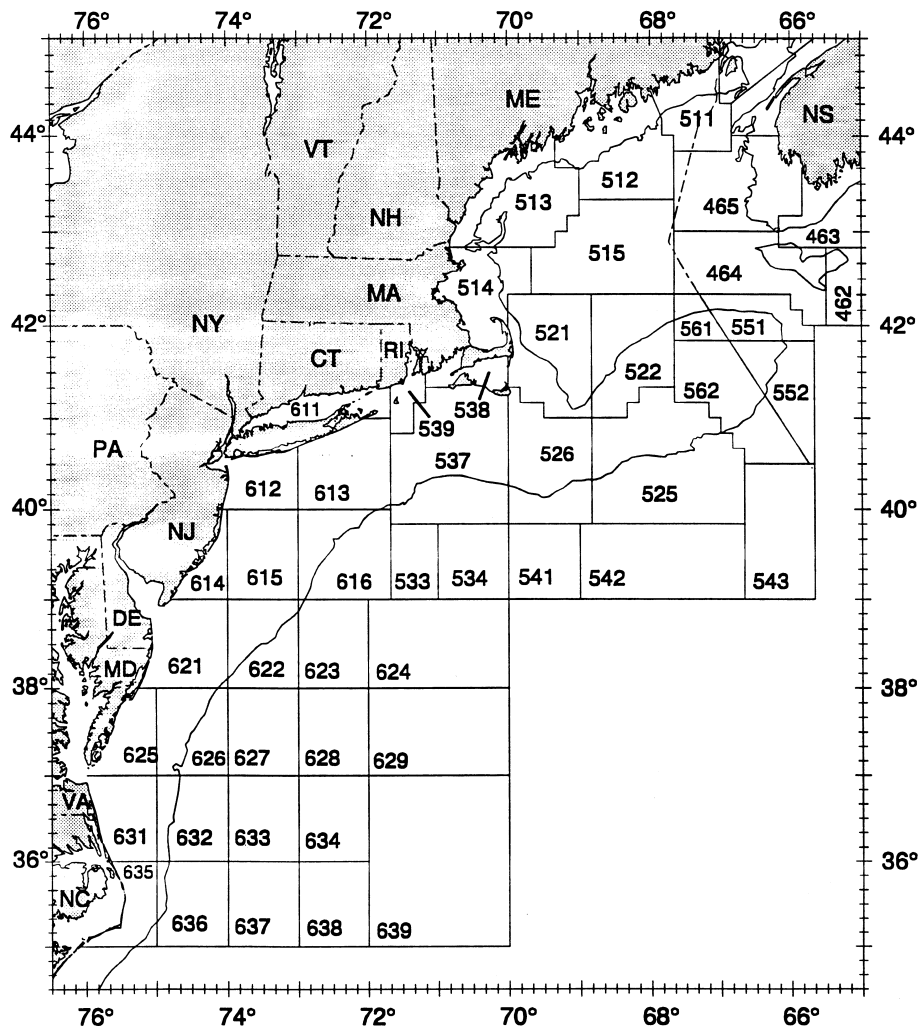 76° 74° 72° 70° 68° 66°
ME
511
NS
44° 44°
VT
512
513
465
NH
463
515
464
514
MA
462
42° 42°
NY
521
561 551
CT
RI
522
562 552
538
611
539
PA
537
526
612 613
525
40° 40°
NJ
614 615 616 533 534 541 542 543
DE
MD
621 622 623 624
38° 38°
625 626 627 628 629
VA
631 632 633 634
36° 36°
635
NC
636 637 638 639
76° 74° 72° 70° 68° 66°